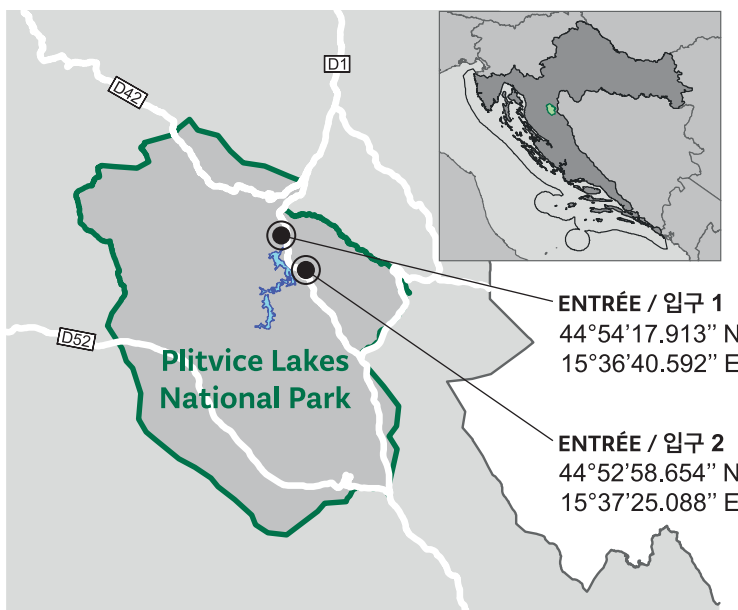 D1
D42
ENTRÉE / 입구 1
44°54’17.913’’ N
15°36’40.592’’ E
D52
Plitvice Lakes
National Park
ENTRÉE / 입구 2
44°52’58.654’’ N
15°37’25.088’’ E